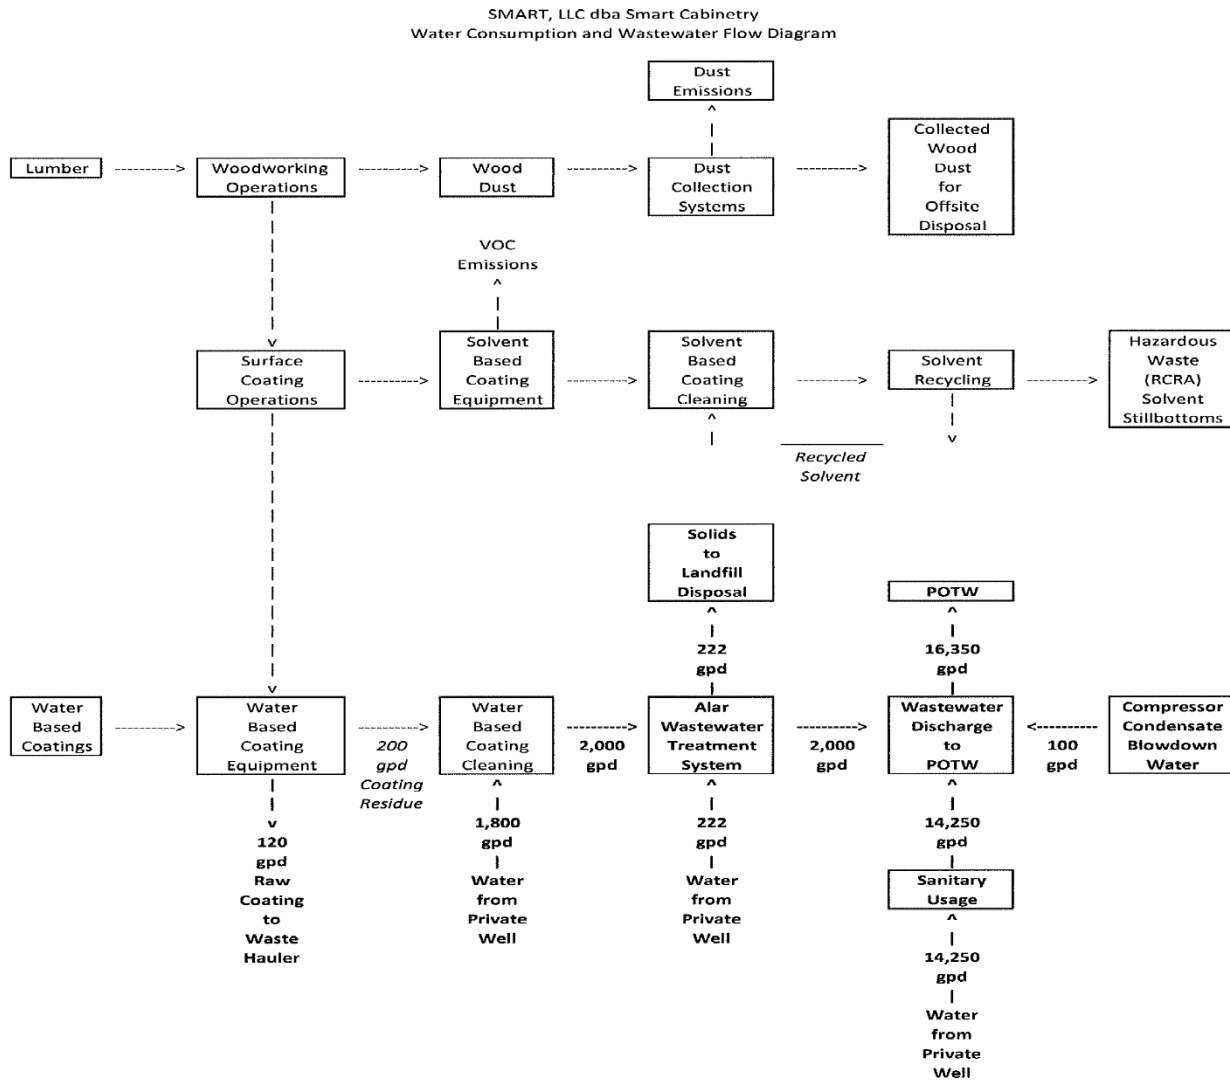 SMART, LLC dba Smart Cabinetry
Water Consumption and Wastewater Flow Diagram
Dust
Emissions
Lumber
Woodworking
Operations
Wood
Dust
Dust
Collection
Systems
Collected
Wood
Dust
for
Offsite
Disposal
VOC
Emissions
Surface
Coating
Operations
Solvent
Based
Coating
Equipment
Solvent
Based
Coating
Cleaning
Solvent
Recycling
Hazardous
Waste
(RCRA)
Solvent
Stillbottoms
Recycled
Solvent
Solids
to
Landfill
Disposal
POTW
222
gpd
16,350
gpd
Water
Based
Coatings
Water
Based
Coating
Equipment
200
gpd
Coating
Residue
Water
Based
Coating
Cleaning
2,000
gpd
Alar
Wastewater
Treatment
System
2,000
gpd
Wastewater
Discharge
to
POTW
100
gpd
Compressor
Condensate
Blowdown
Water
120
gpd
Raw
Coating
to
Waste
Hauler
1,800
gpd
Water
from
Private
Well
222
gpd
Water
from
Private
Well
14,250
gpd
Sanitary
Usage
14,250
gpd
Water
from
Private
Well